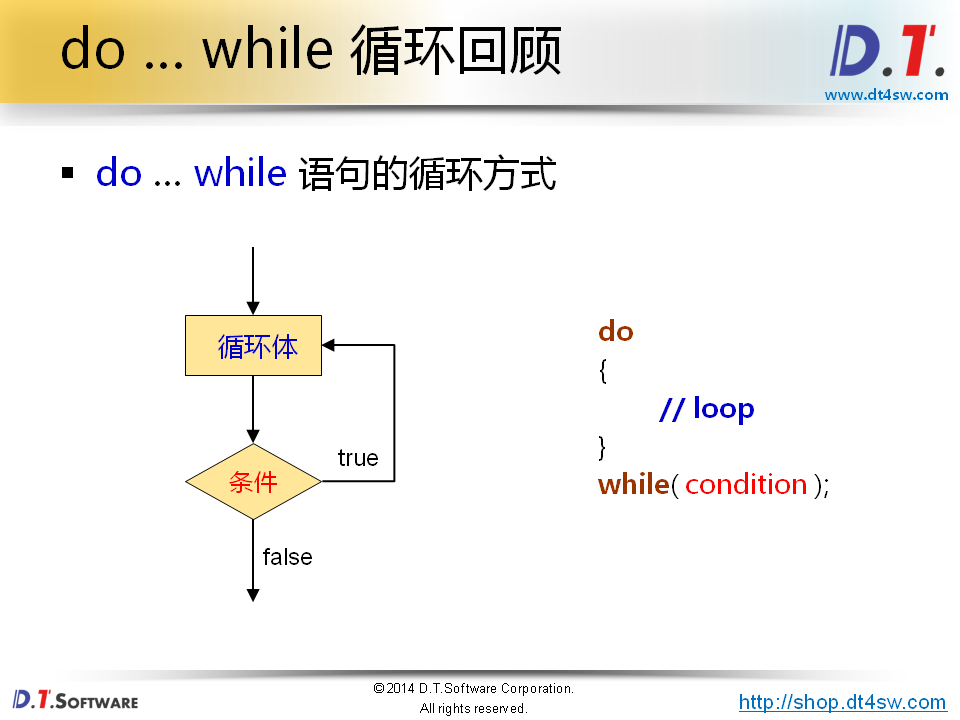 do ... while 循环回顾
D.T.
www.dt4sw.com
▪ do ... while 语句的循环方式
循环体
条件
true
false
do
{
// loop
}
while( condition );
D.T.SOFTWARE
©2014 D.T.Software Corporation.
All rights reserved.
http://shop.dt4sw.com